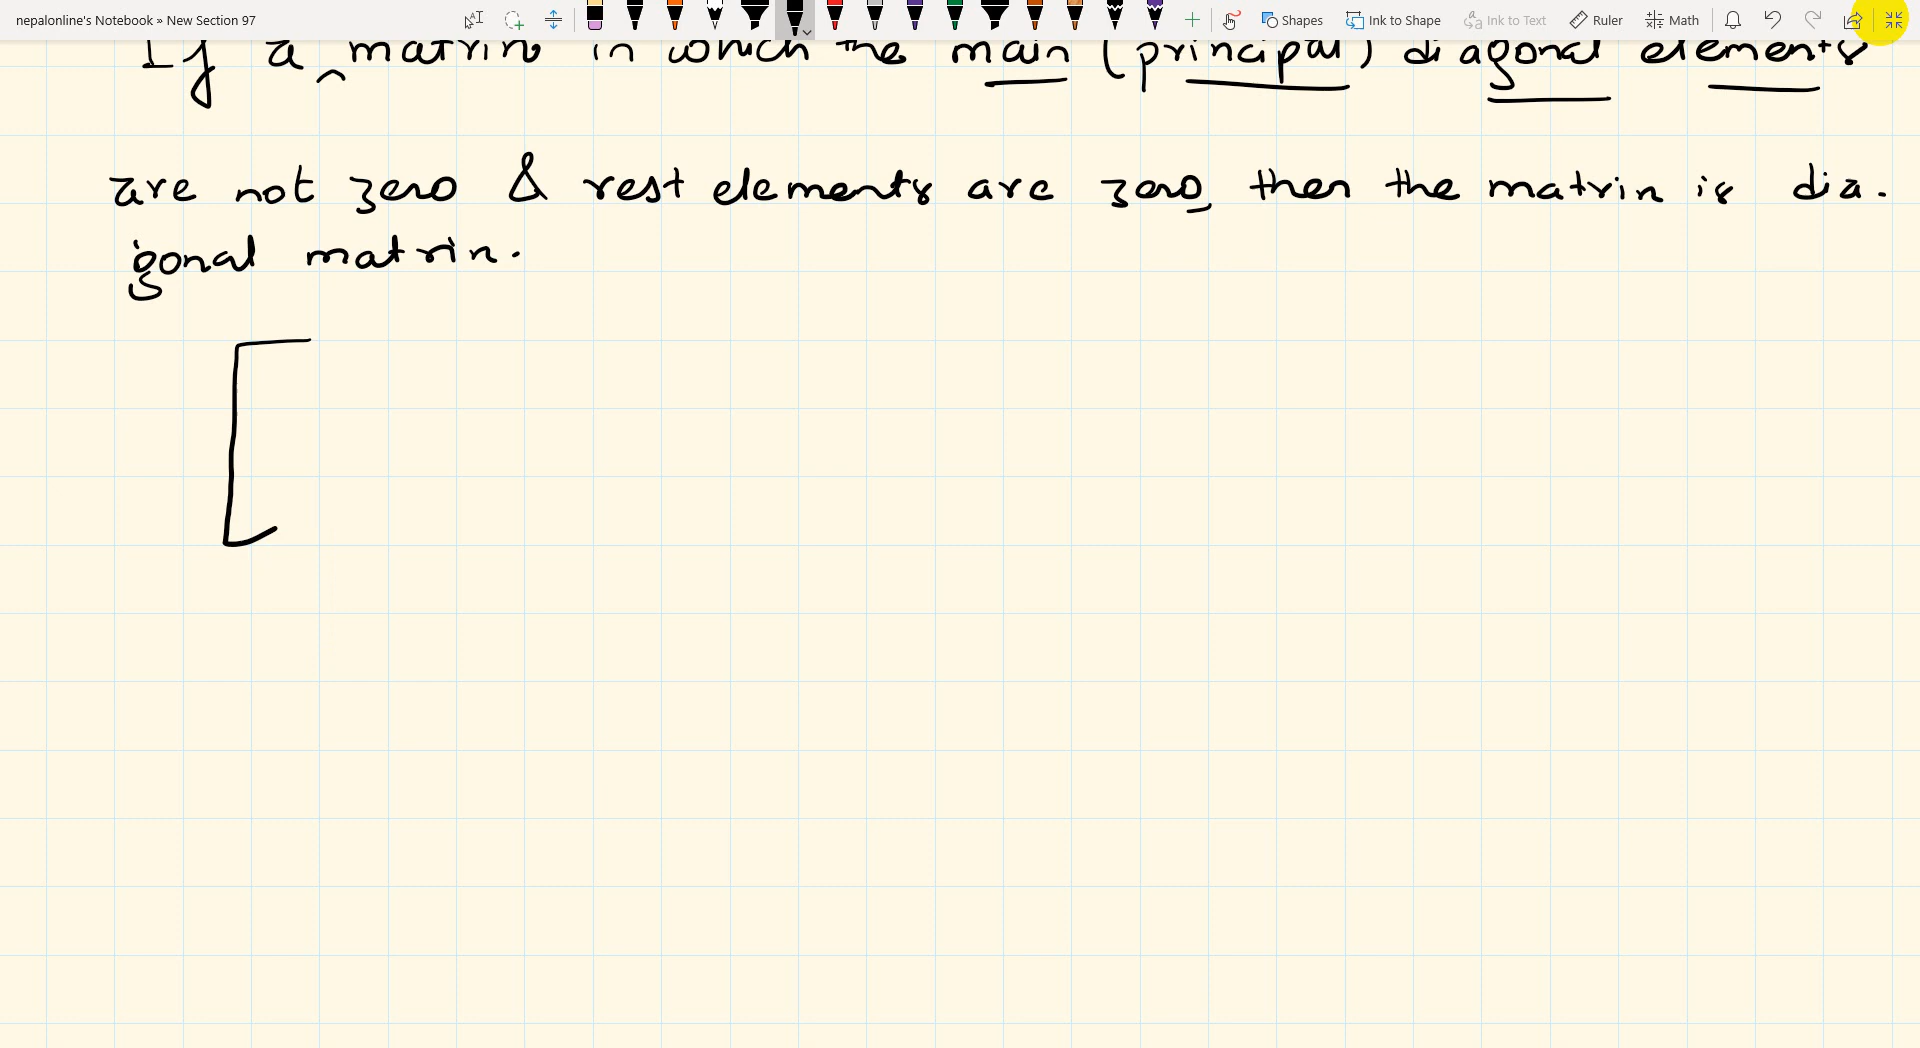 nepalonline's Notebook » New Section 97
Shapes Ink to Shape Ink to Text Ruler Math
If a matrix in which the main (principal) diagonal elements
are not zero & rest elements are zero, then the matrix is dia-
gonal matrix.